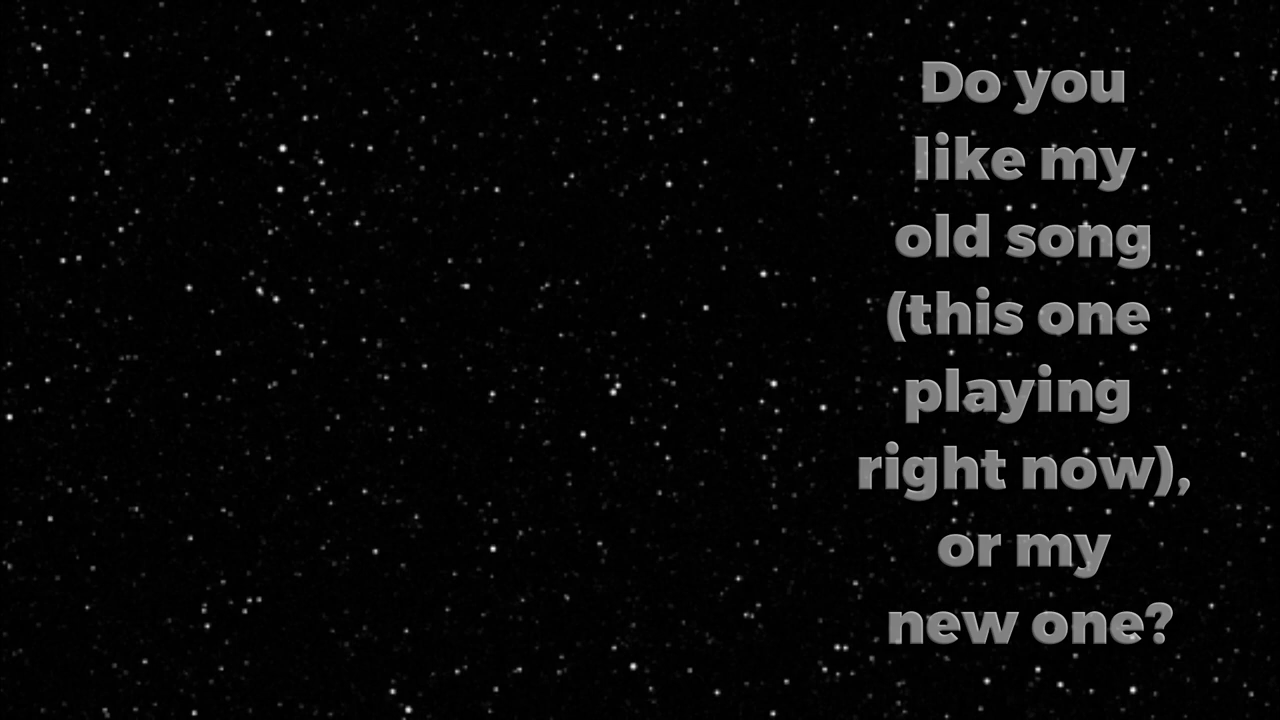 Do you
like my
old song
(this one
playing
right now),
or my
new one?